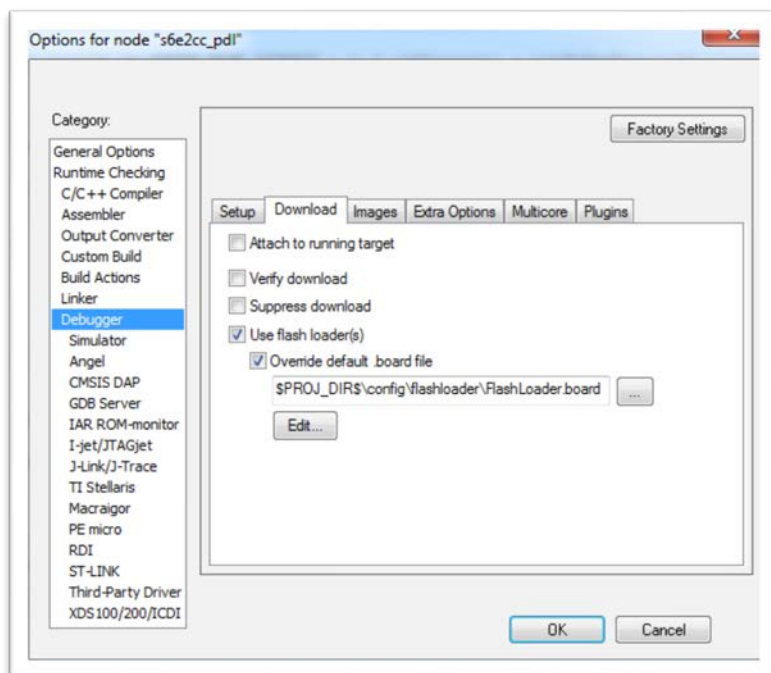 Options for node "s6e2cc_pdl"
Category:
General Options
Runtime Checking
C/C++ Compiler
Assembler
Output Converter
Custom Build
Build Actions
Linker
Debugger
Simulator
Angel
CMSIS DAP
GDB Server
IAR ROM-monitor
I-jet/JTAGjet
J-Link/J-Trace
TI Stellaris
Macraigor
PE micro
RDI
ST-LINK
Third-Party Driver
XDS100/200/ICDI
Factory Settings
Setup Download Images Extra Options Multicore Plugins
Attach to running target
Verify download
Suppress download
Use flash loader(s)
Override default .board file
$PROJ_DIR$\config\flashloader\FlashLoader.board
...
Edit...
OK Cancel